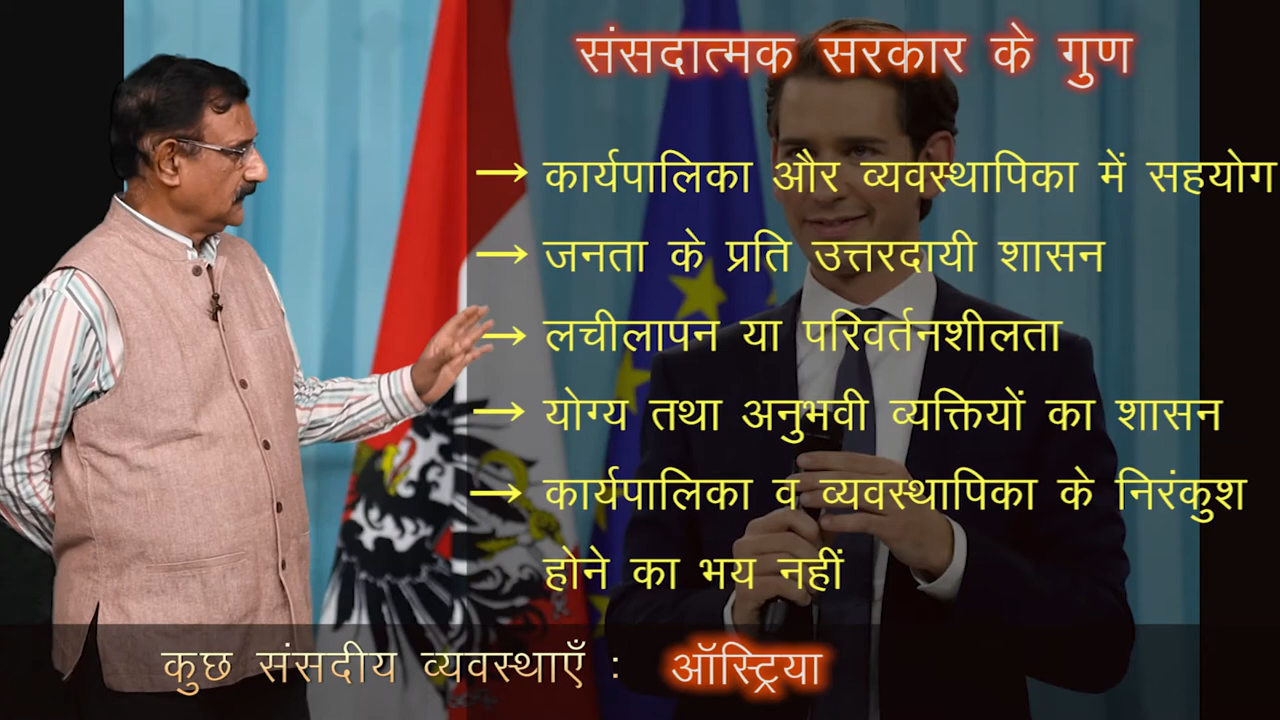 संसदात्मक सरकार के गुण
→ कार्यपालिका और व्यवस्थापिका में सहयोग
→ जनता के प्रति उत्तरदायी शासन
→ लचीलापन या परिवर्तनशीलता
→ योग्य तथा अनुभवी व्यक्तियों का शासन
→ कार्यपालिका व व्यवस्थापिका के निरंकुश
होने का भय नहीं
कुछ संसदीय व्यवस्थाएँ : ऑस्ट्रिया